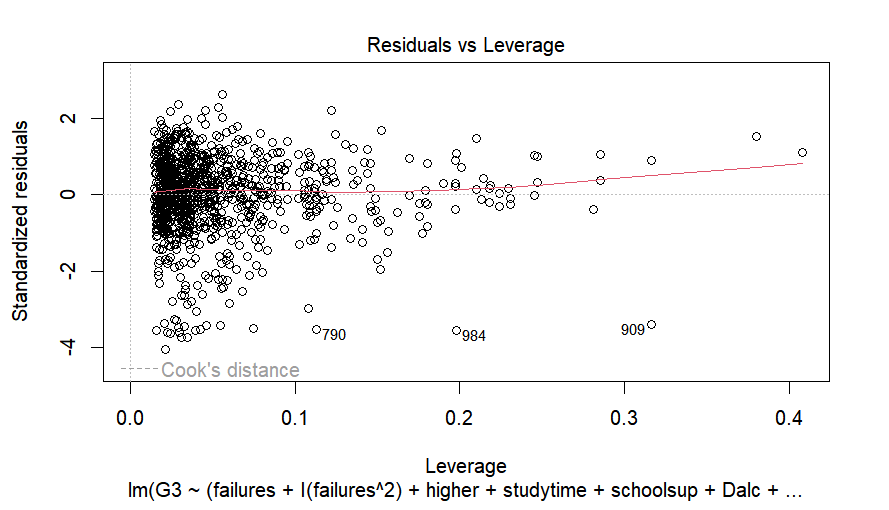 Residuals vs Leverage
Standardized residuals
2
0
-2
-4
790
984
909
Cook's distance
0.0 0.1 0.2 0.3 0.4
Leverage
lm(G3 ~ (failures + I(failures^2) + higher + studytime + schoolsup + Dalc + ...